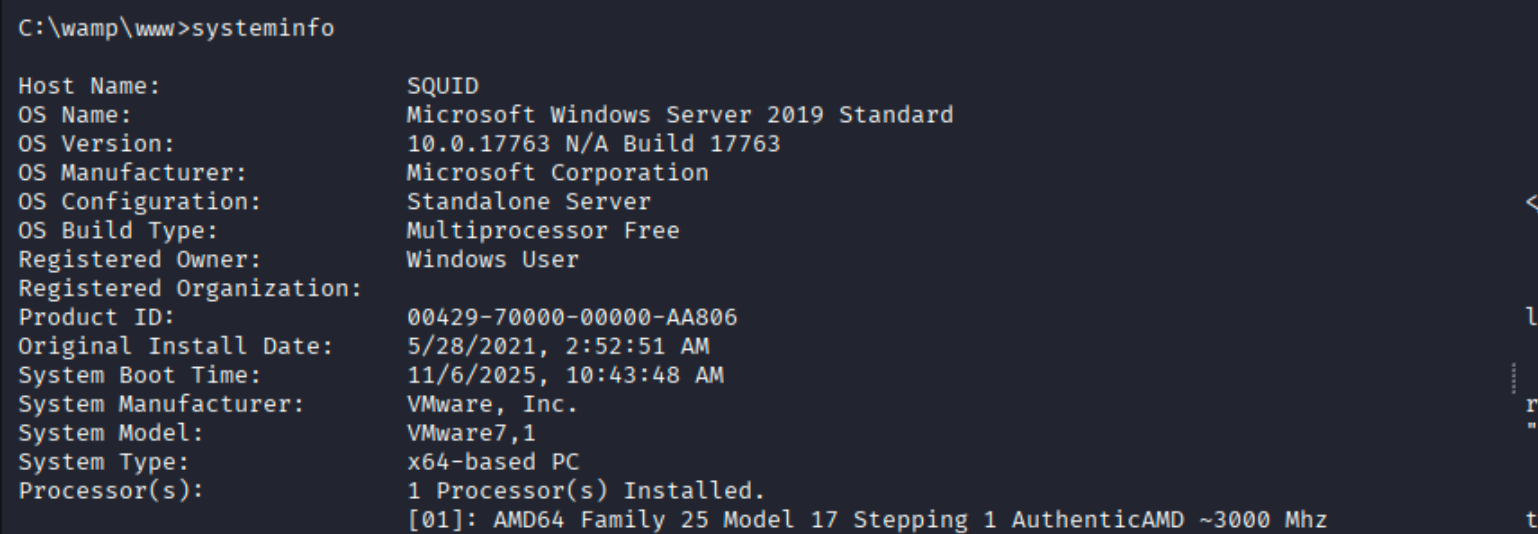 C:\wamp\www>systeminfo
Host Name: SQUID
OS Name: Microsoft Windows Server 2019 Standard
OS Version: 10.0.17763 N/A Build 17763
OS Manufacturer: Microsoft Corporation
OS Configuration: Standalone Server
<
OS Build Type: Multiprocessor Free
Registered Owner: Windows User
Registered Organization:
Product ID: 00429-70000-00000-AA806
l
Original Install Date: 5/28/2021, 2:52:51 AM
System Boot Time: 11/6/2025, 10:43:48 AM
System Manufacturer: VMware, Inc.
r
System Model: VMware7,1
"
System Type: x64-based PC
Processor(s): 1 Processor(s) Installed.
[01]: AMD64 Family 25 Model 17 Stepping 1 AuthenticAMD ~3000 Mhz
t